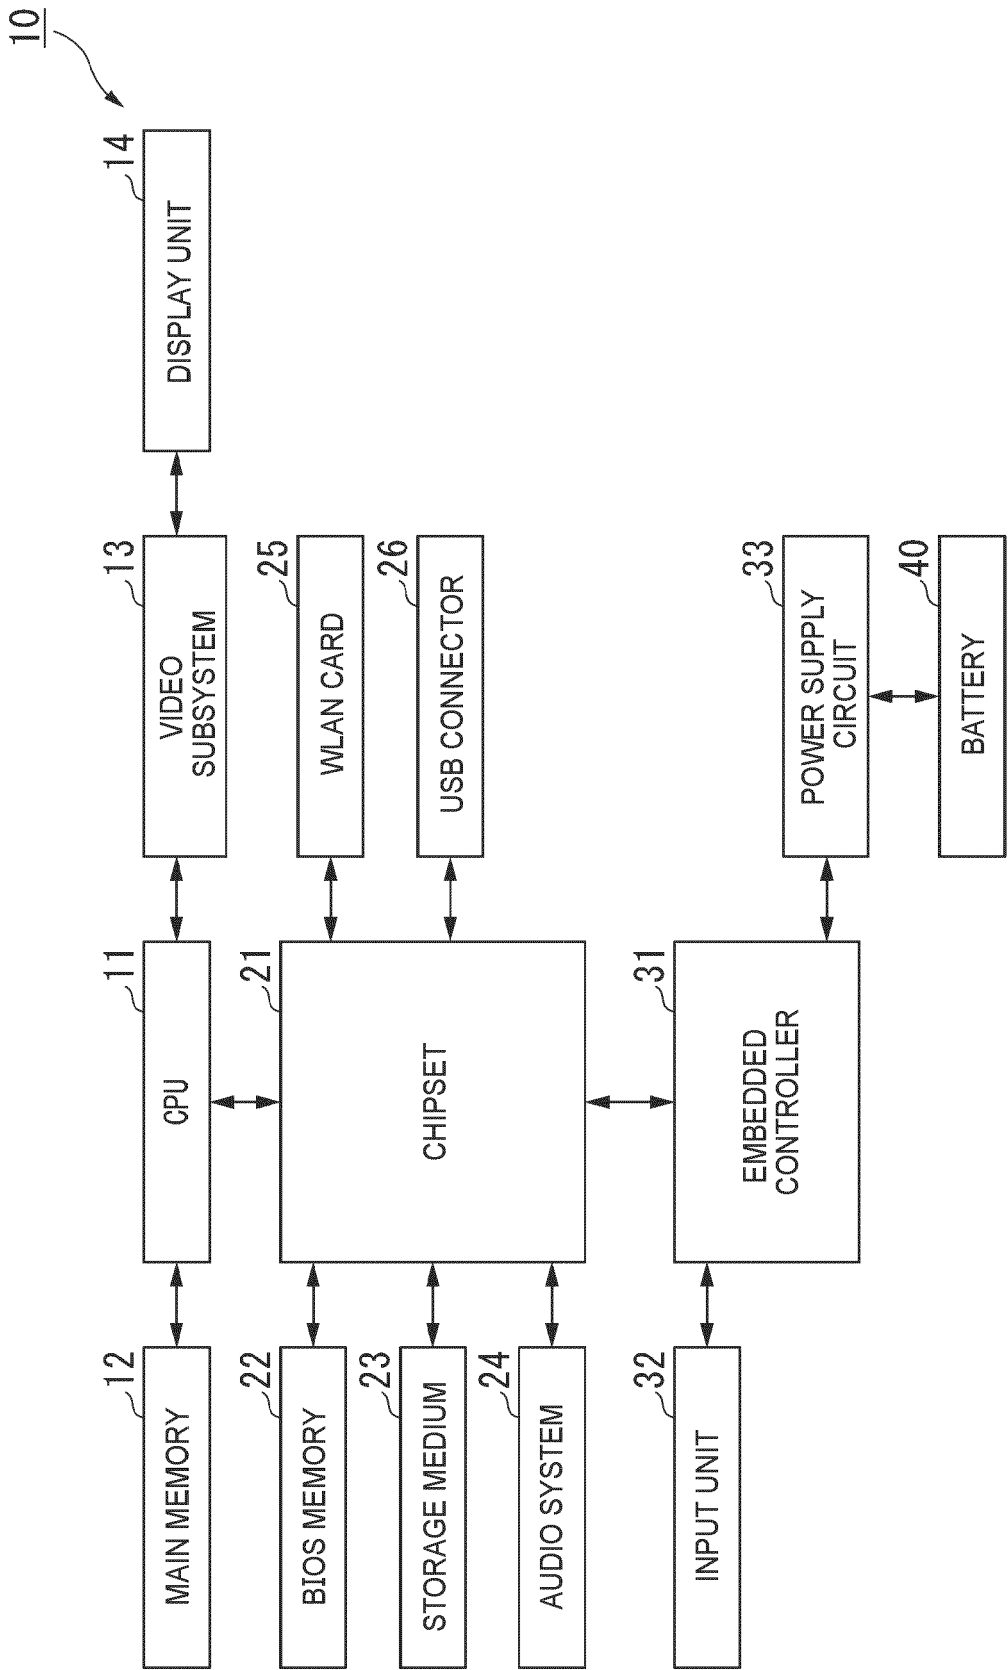 10
12
MAIN MEMORY
11
CPU
13
VIDEO
SUBSYSTEM
14
DISPLAY UNIT
22
BIOS MEMORY
23
STORAGE MEDIUM
24
AUDIO SYSTEM
21
CHIPSET
25
WLAN CARD
26
USB CONNECTOR
32
INPUT UNIT
31
EMBEDDED
CONTROLLER
33
POWER SUPPLY
CIRCUIT
40
BATTERY